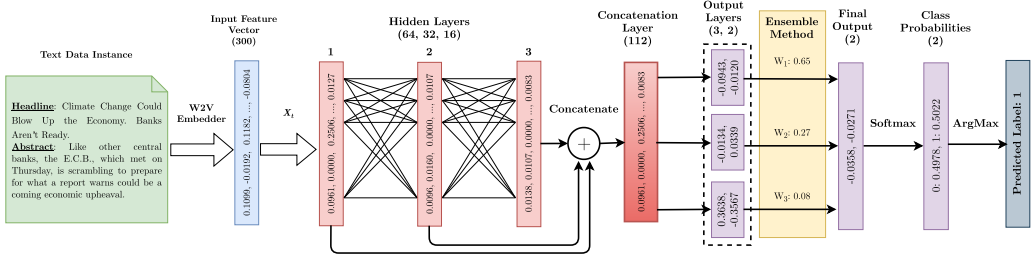 Text Data Instance
Headline: Climate Change Could
Blow Up the Economy. Banks
Aren't Ready.
Abstract: Like other central
banks, the E.C.B., which met on
Thursday, is scrambling to prepare
for what a report warns could be a
coming economic upheaval.
W2V
Embedder
Input Feature
Vector
(300)
0.1099, -0.0192, 0.1182, ..., -0.0804
Xt
Hidden Layers
(64, 32, 16)
1
0.0961, 0.0000, 0.2506, ..., 0.0127
2
0.0096, 0.0160, 0.0000, ..., 0.0107
3
0.0138, 0.0107, 0.0000, ..., 0.0083
Concatenate
+
Concatenation
Layer
(112)
0.0961, 0.0000, 0.2506, ..., 0.0083
Output
Layers
(3, 2)
-0.0943,
-0.0120
-0.0134,
0.0339
0.3638,
-0.3567
Ensemble
Method
W1: 0.65
W2: 0.27
W3: 0.08
Final
Output
(2)
-0.0358, -0.0271
Softmax
Class
Probabilities
(2)
0: 0.4978, 1: 0.5022
ArgMax
Predicted Label: 1